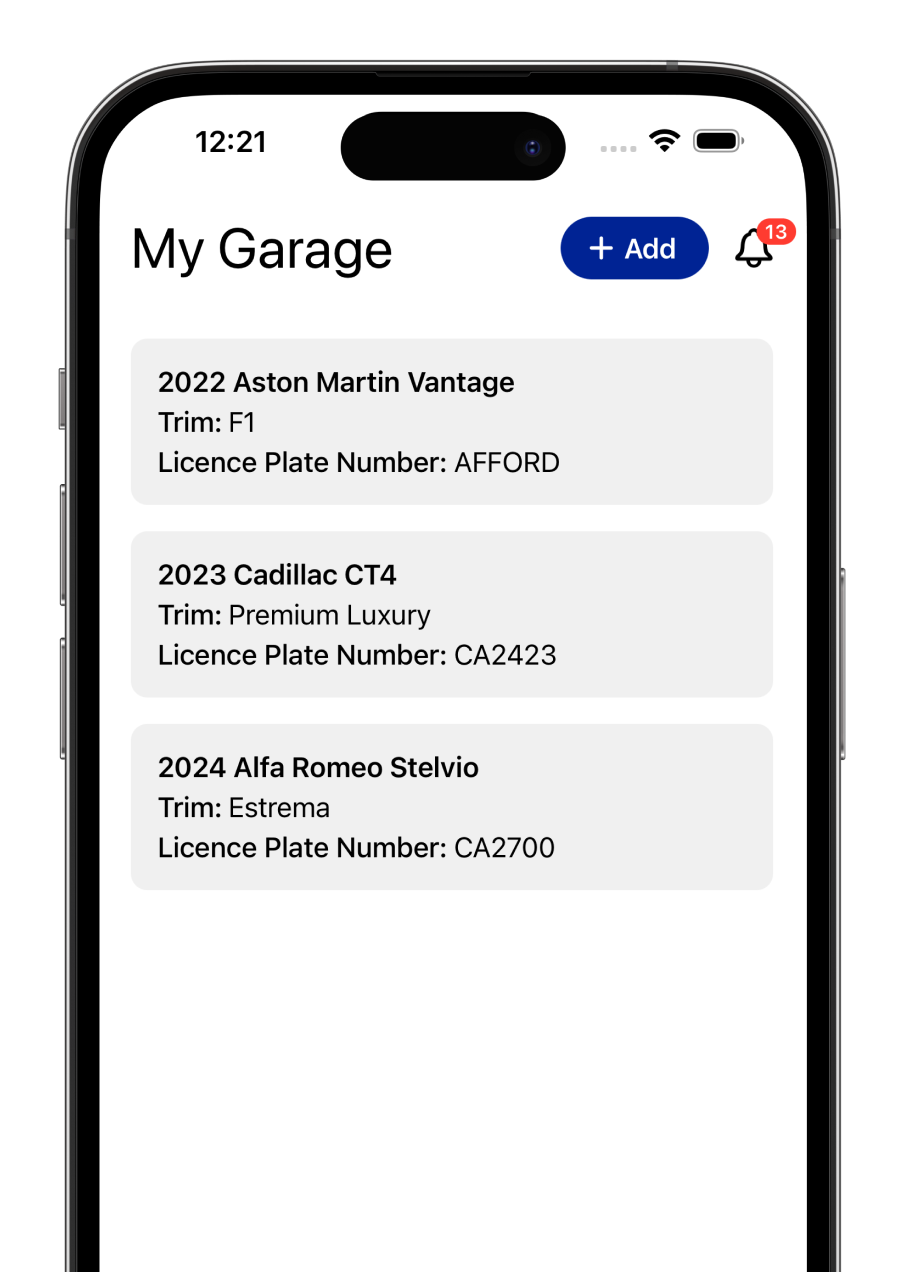 12:21
My Garage
+ Add
13
2022 Aston Martin Vantage
Trim: F1
Licence Plate Number: AFFORD
2023 Cadillac CT4
Trim: Premium Luxury
Licence Plate Number: CA2423
2024 Alfa Romeo Stelvio
Trim: Estrema
Licence Plate Number: CA2700